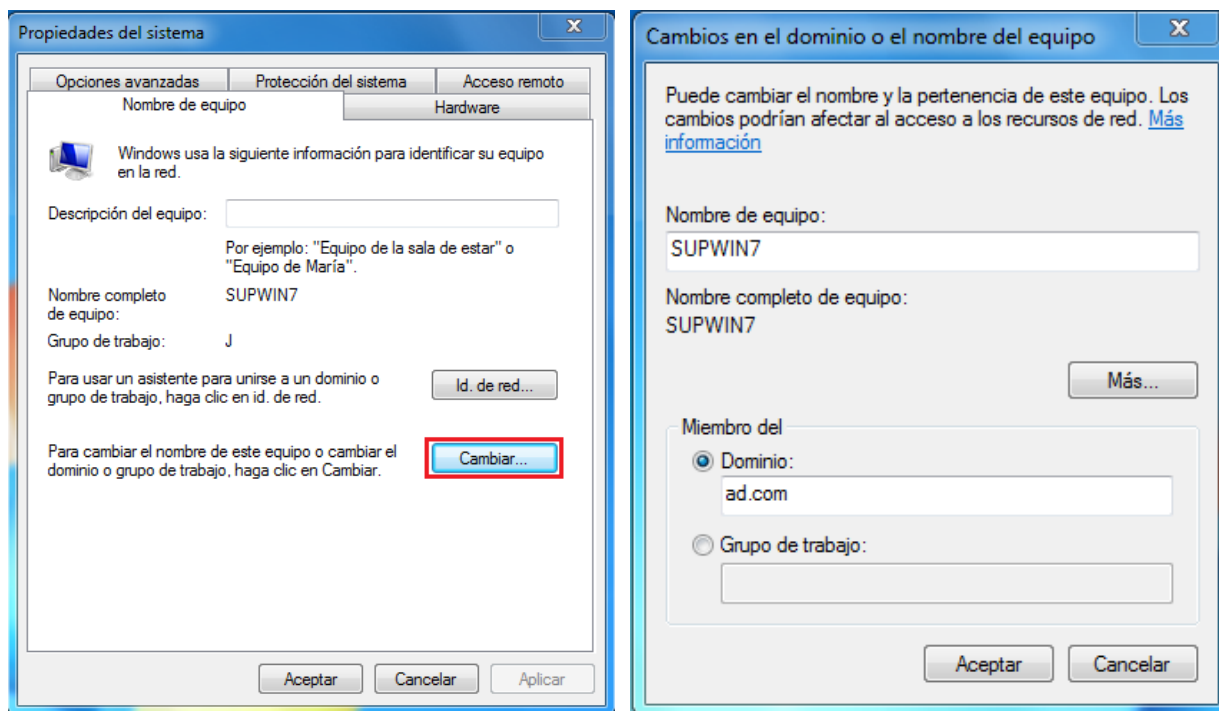 Propiedades del sistema
X
Opciones avanzadas
Protección del sistema
Acceso remoto
Nombre de equipo
Hardware
Windows usa la siguiente información para identificar su equipo
en la red.
Descripción del equipo:
Por ejemplo: "Equipo de la sala de estar" o
"Equipo de María".
Nombre completo
de equipo:
SUPWIN7
Grupo de trabajo:
J
Para usar un asistente para unirse a un dominio o
grupo de trabajo, haga clic en id. de red.
Id. de red...
Para cambiar el nombre de este equipo o cambiar el
dominio o grupo de trabajo, haga clic en Cambiar.
Cambiar...
Aceptar
Cancelar
Aplicar
Cambios en el dominio o el nombre del equipo
X
Puede cambiar el nombre y la pertenencia de este equipo. Los
cambios podrían afectar al acceso a los recursos de red. Más
información
Nombre de equipo:
SUPWIN7
Nombre completo de equipo:
SUPWIN7
Más...
Miembro del
Dominio:
ad.com
Grupo de trabajo:
Aceptar
Cancelar